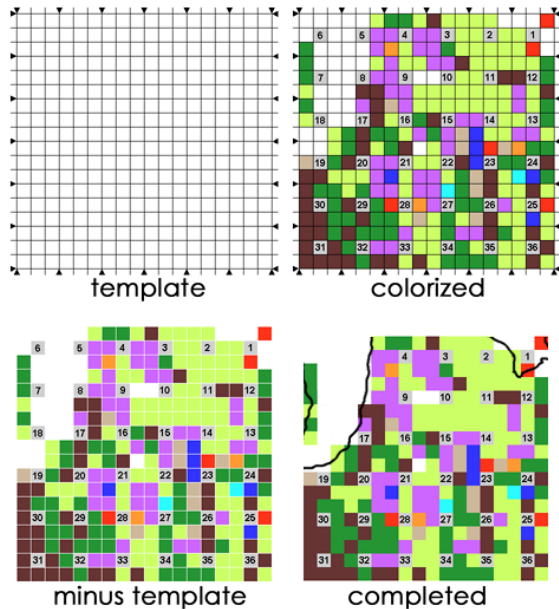 template
6 5 4 3 2 1
7 8 9 10 11 12
18 17 16 15 14 13
19 20 21 22 23 24
30 29 28 27 26 25
31 32 33 34 35 36
colorized
6 5 4 3 2 1
7 8 9 10 11 12
18 17 16 15 14 13
19 20 21 22 23 24
30 29 28 27 26 25
31 32 33 34 35 36
minus template
4 3 2 1
9 10 11 12
17 16 15 14 13
19 20 21 22 23 24
30 29 28 27 26 25
31 32 33 34 35 36
completed